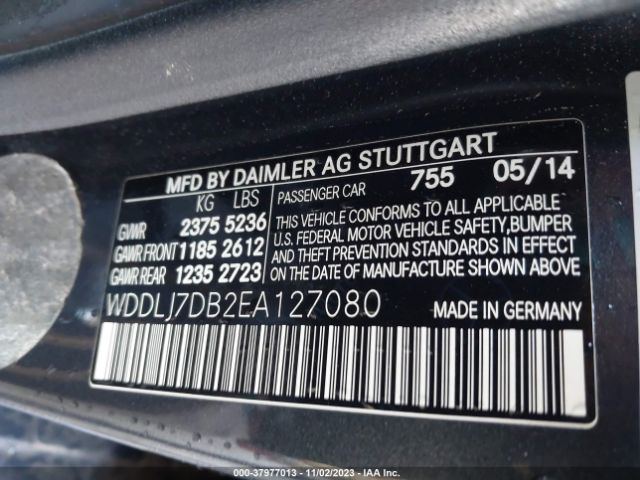 MFD BY DAIMLER AG STUTTGART
KG LBS
GVWR 2375 5236
GAWR FRONT 1185 2612
GAWR REAR 1235 2723
PASSENGER CAR 755 05/14
THIS VEHICLE CONFORMS TO ALL APPLICABLE
U.S. FEDERAL MOTOR VEHICLE SAFETY,BUMPER
AND THEFT PREVENTION STANDARDS IN EFFECT
ON THE DATE OF MANUFACTURE SHOWN ABOVE
WDDLJ7DB2EA127080 MADE IN GERMANY
000-37977013 - 11/02/2023 - IAA Inc.